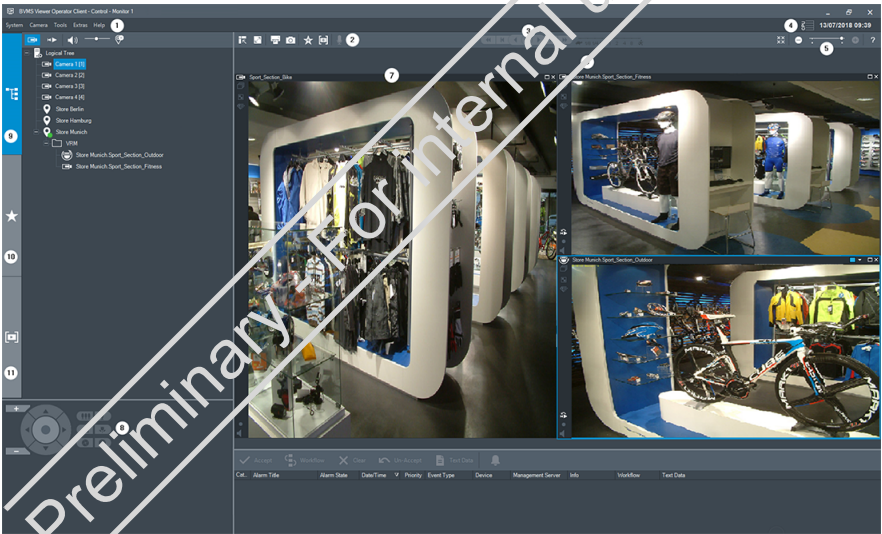 BVMS Viewer Operator Client - Control - Monitor 1
System Camera Tools Extras Help 1
4 13/07/2018 09:39
2
3
5
?
Logical Tree
Camera 1 [1]
Camera 2 [2]
Camera 3 [3]
Camera 4 [4]
Store Berlin
Store Hamburg
Store Munich
VRM
Store Munich.Sport_Section_Outdoor
Store Munich.Sport_Section_Fitness
9
10
11
8
Sport_Section_Bike
7
Store Munich Sport_Section_Fitness
Store Munich Sport_Section_Outdoor
CUBE
Accept Workflow Clear Un-Accept Text Data
Cat.. Alarm Title Alarm State Date/Time Priority Event Type Device Management Server Info Workflow Text Data
Preliminary - For internal u